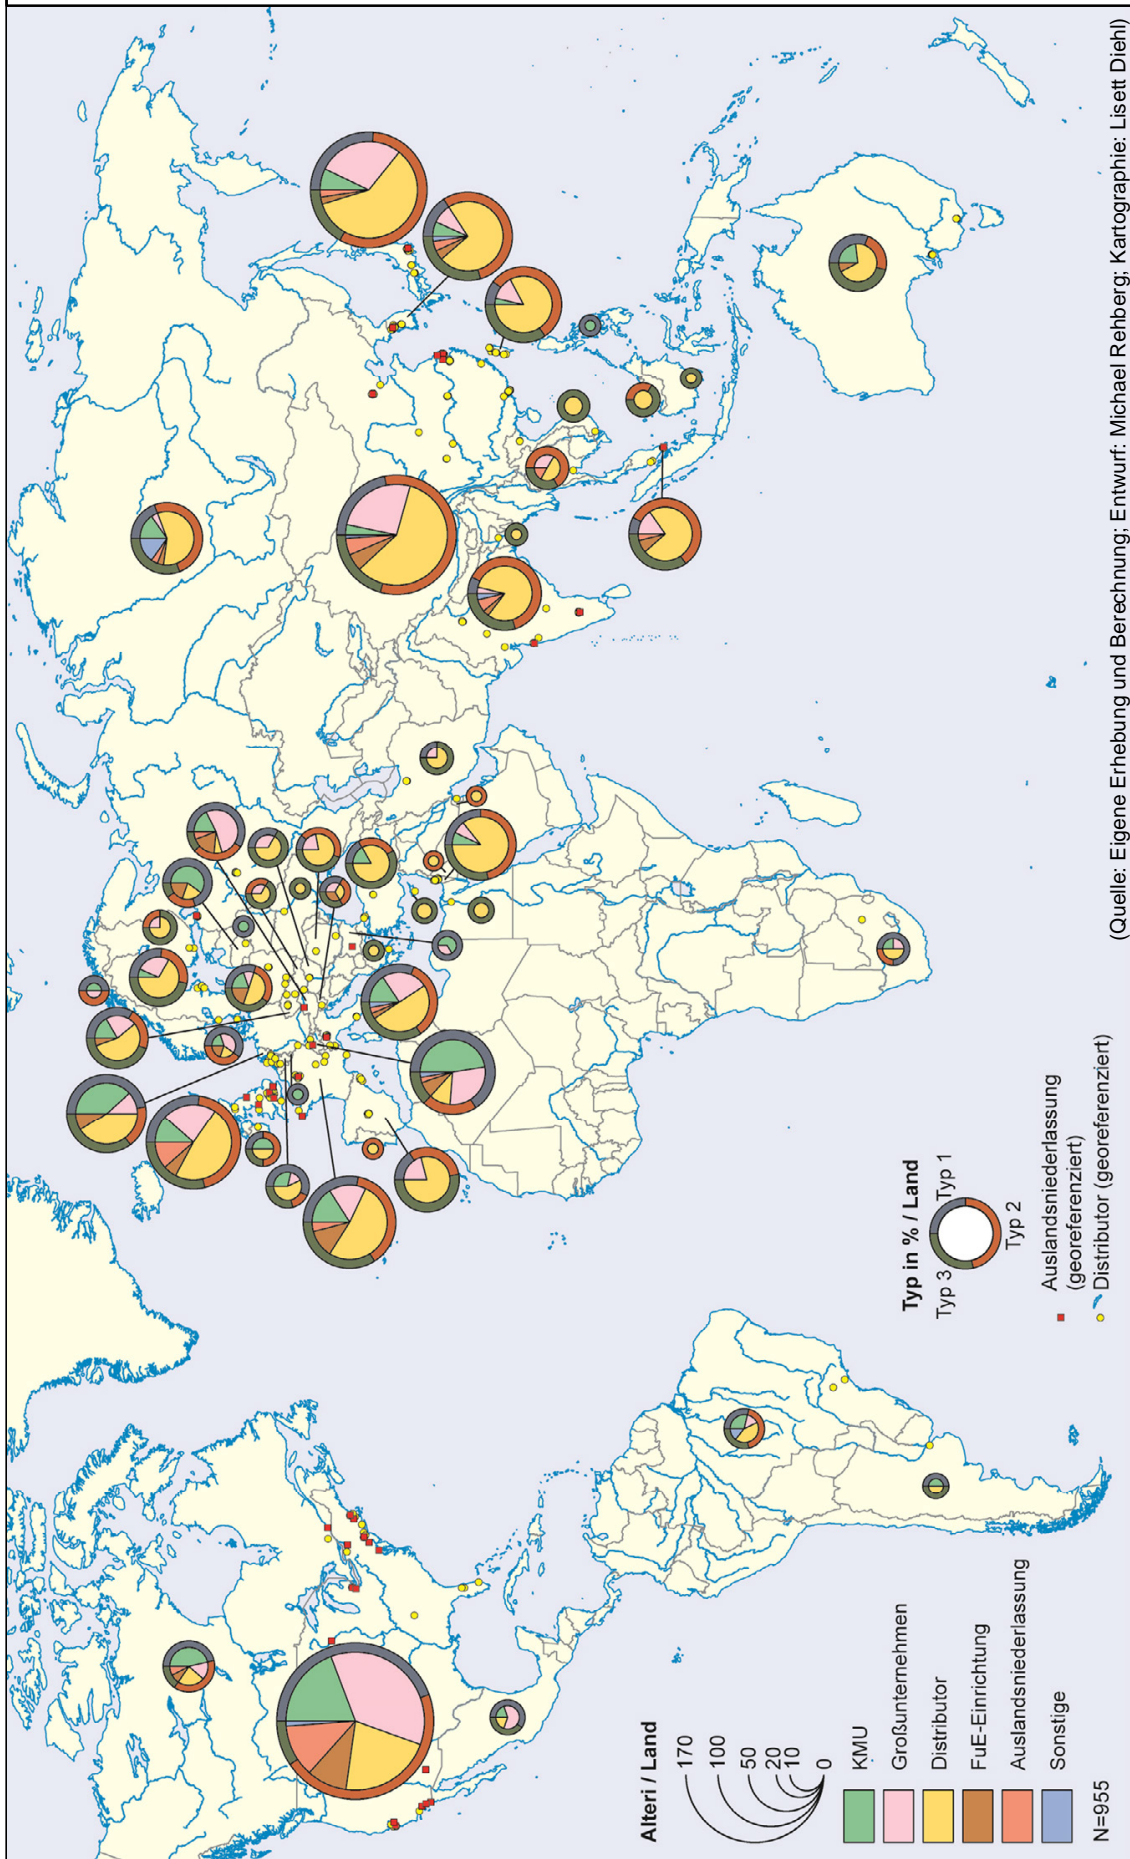 Alteri / Land
170
100
50
20
10
0
KMU
Großunternehmen
Distributor
FuE-Einrichtung
Auslandsniederlassung
Sonstige
N=955
Typ in % / Land
Typ 3
Typ 1
Typ 2
Auslandsniederlassung
(georeferenziert)
Distributor (georeferenziert)
(Quelle: Eigene Erhebung und Berechnung; Entwurf: Michael Rehberg; Kartographie: Lisett Diehl)